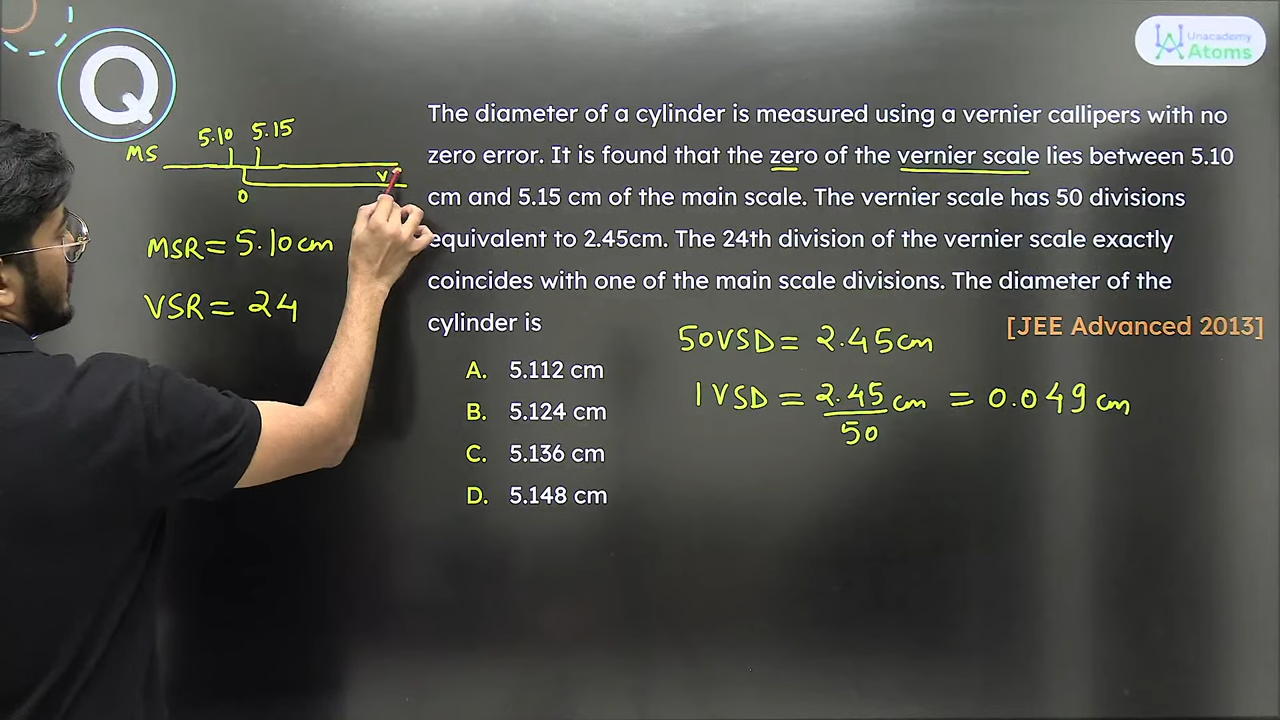 Q
Unacademy
Atoms
The diameter of a cylinder is measured using a vernier callipers with no
zero error. It is found that the zero of the vernier scale lies between 5.10
cm and 5.15 cm of the main scale. The vernier scale has 50 divisions
equivalent to 2.45cm. The 24th division of the vernier scale exactly
coincides with one of the main scale divisions. The diameter of the
cylinder is
[JEE Advanced 2013]
A. 5.112 cm
B. 5.124 cm
C. 5.136 cm
D. 5.148 cm
5.10 5.15
MS
V
0
MSR = 5.10cm
VSR = 24
50VSD = 2.45cm
1 VSD = 2.45 cm = 0.049 cm
50